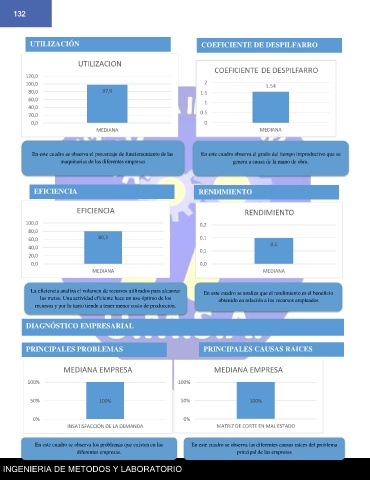 132
UTILIZACIÓN
COEFICIENTE DE DESPILFARRO
UTILIZACION
120,0
100,0
80,0
60,0
40,0
20,0
0,0
97,8
MEDIANA
COEFICIENTE DE DESPILFARRO
2
1.5
1
0.5
0
1.54
MEDIANA
En este cuadro se observa el porcentaje de funcionamiento de las
maquinarias de las diferentes empresas
En este cuadro observa el grado del tiempo improductivo que se
genera a causa de la mano de obra.
EFICIENCIA
RENDIMIENTO
EFICIENCIA
100,0
80,0
60,0
40,0
20,0
0,0
MEDIANA
RENDIMIENTO
0,2
0,1
0,1
0,0
0,1
MEDIANA
La eficiencia analiza el volumen de recursos utilizados para alcanzar
las metas. Una actividad eficiente hace un uso óptimo de los
recursos y por lo tanto tiende a tener menor costo de producción.
En este cuadro se analiza que el rendimiento es el beneficio
obtenido en relación a los recursos empleados
DIAGNÓSTICO EMPRESARIAL
PRINCIPALES PROBLEMAS
PRINCIPALES CAUSAS RAICES
MEDIANA EMPRESA
100%
50%
0%
100%
INSATISFACCIÓN DE LA DEMANDA
MEDIANA EMPRESA
100%
50%
0%
100%
MATRIZ DE CORTE EN MAL ESTADO
En este cuadro se observa los problemas que existen en las
diferentes empresas.
En este cuadro se observa las diferentes causas raíces del problema
principal de las empresas
INGENIERIA DE METODOS Y LABORATORIO